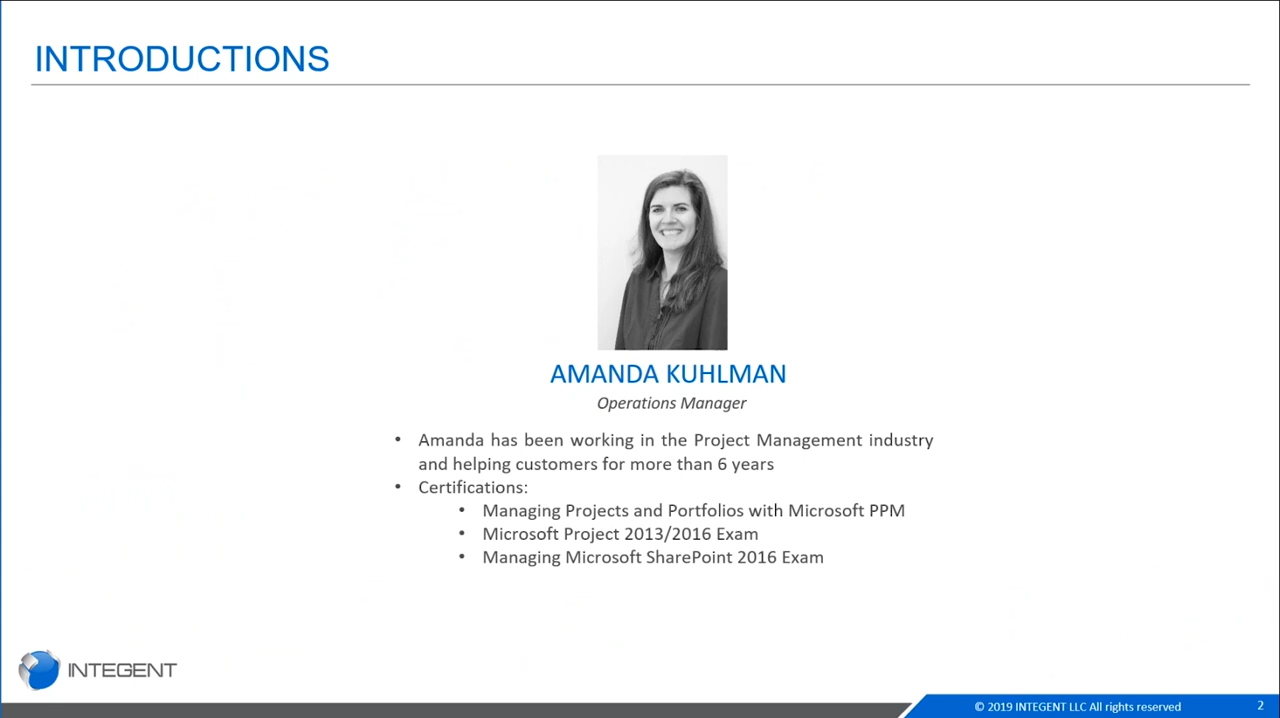 INTRODUCTIONS
AMANDA KUHLMAN
Operations Manager
• Amanda has been working in the Project Management industry
and helping customers for more than 6 years
• Certifications:
• Managing Projects and Portfolios with Microsoft PPM
• Microsoft Project 2013/2016 Exam
• Managing Microsoft SharePoint 2016 Exam
INTEGENT
© 2019 INTEGENT LLC All rights reserved 2